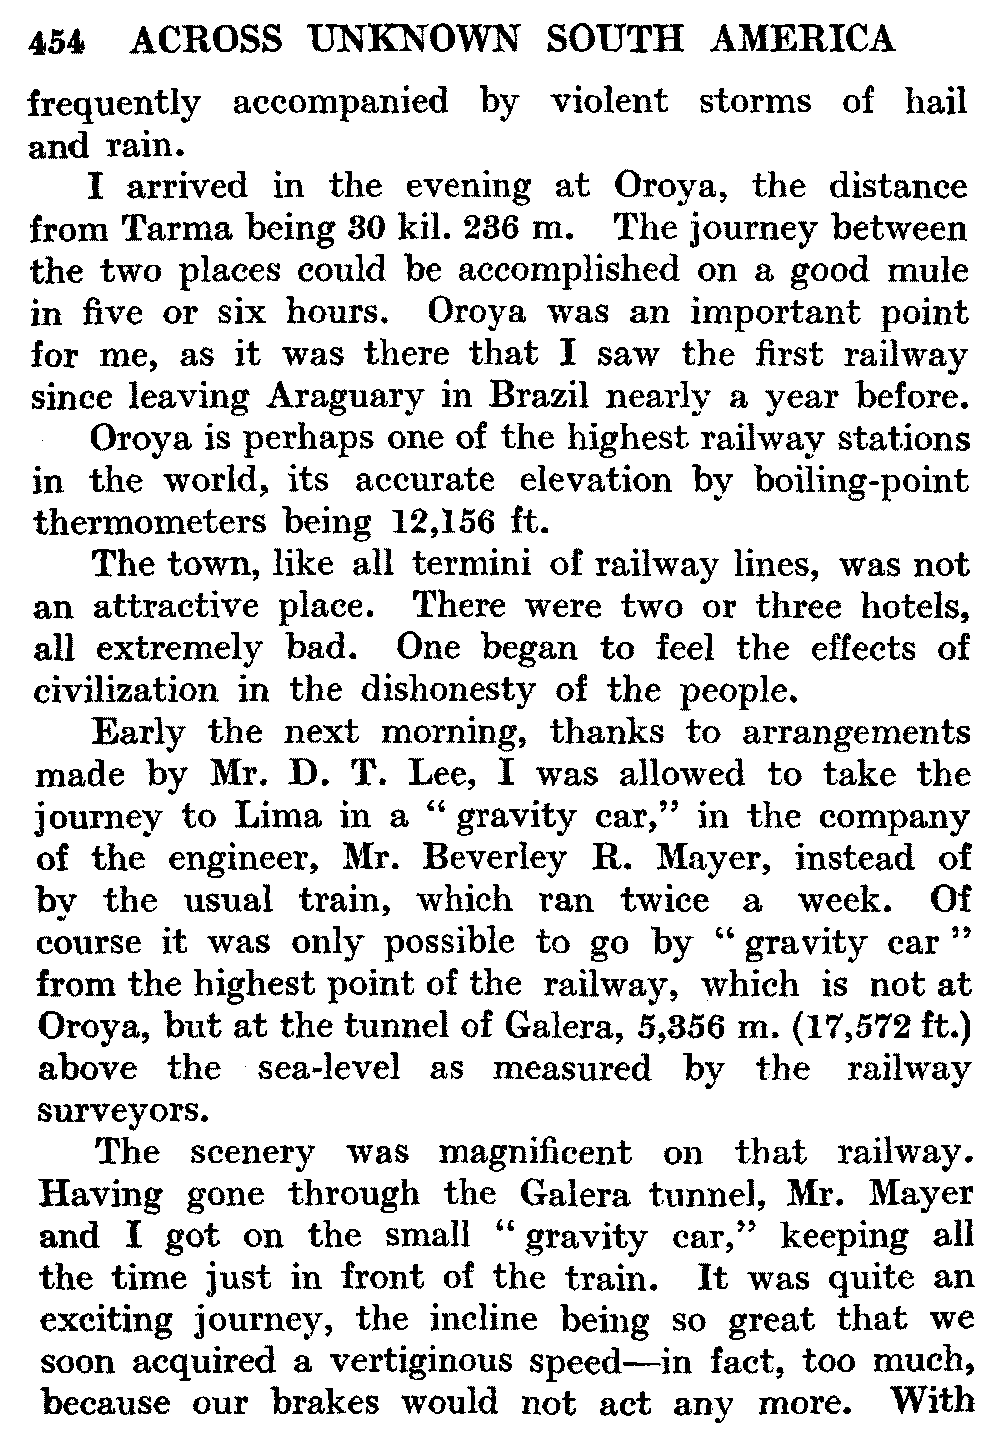 454 ACROSS UNKNOWN SOUTH AMERICA
frequently accompanied by violent storms of hail
and rain.
I arrived in the evening at Oroya, the distance
from Tarma being 30 kil. 236 m. The journey between
the two places could be accomplished on a good mule
in five or six hours. Oroya was an important point
for me, as it was there that I saw the first railway
since leaving Araguary in Brazil nearly a year before.
Oroya is perhaps one of the highest railway stations
in the world, its accurate elevation by boiling-point
thermometers being 12,156 ft.
The town, like all termini of railway lines, was not
an attractive place. There were two or three hotels,
all extremely bad. One began to feel the effects of
civilization in the dishonesty of the people.
Early the next morning, thanks to arrangements
made by Mr. D. T. Lee, I was allowed to take the
journey to Lima in a “ gravity car,” in the company
of the engineer, Mr. Beverley R. Mayer, instead of
by the usual train, which ran twice a week. Of
course it was only possible to go by “ gravity car ”
from the highest point of the railway, which is not at
Oroya, but at the tunnel of Galera, 5,356 m. (17,572 ft.)
above the sea-level as measured by the railway
surveyors.
The scenery was magnificent on that railway.
Having gone through the Galera tunnel, Mr. Mayer
and I got on the small “ gravity car,” keeping all
the time just in front of the train. It was quite an
exciting journey, the incline being so great that we
soon acquired a vertiginous speed—in fact, too much,
because our brakes would not act any more. With